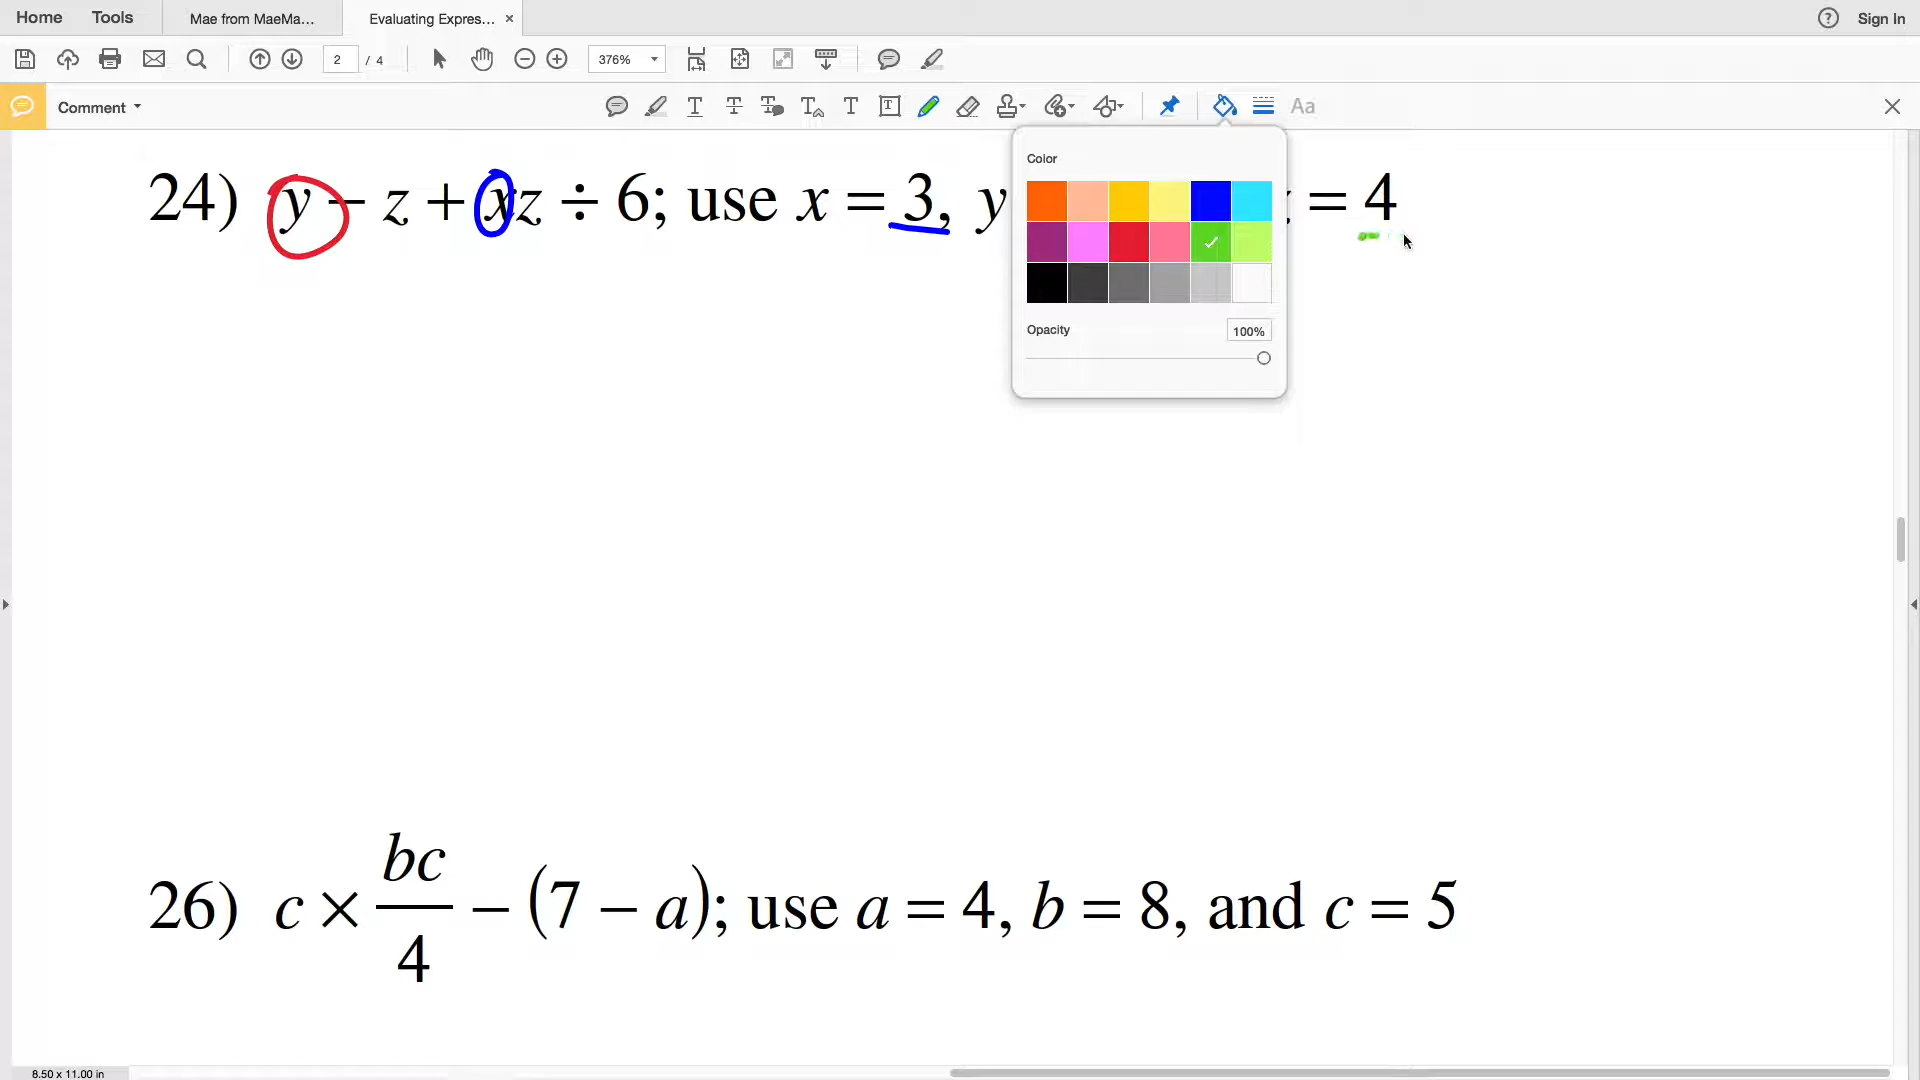 Home Tools Mae from MaeMa... Evaluating Expres... × ? Sign In
2 / 4 376%
Comment T T T T T T Aa
24) y − z + xz ÷ 6; use x = 3, y = 4
Color
Opacity 100%
26) c × bc/4 − (7 − a); use a = 4, b = 8, and c = 5
8.50 x 11.00 in